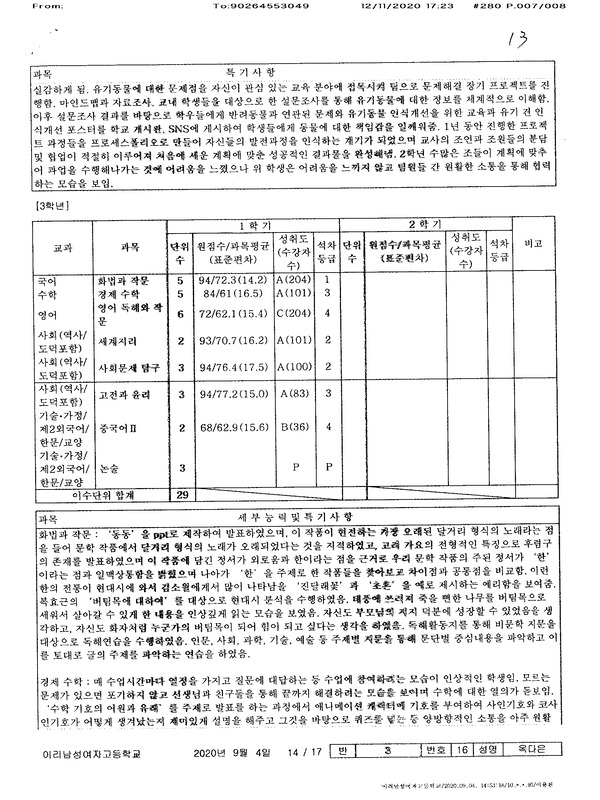 From: To:90264553049 12/11/2020 17:23 #280 P.007/008
13
과목 특 기 사 항
실감하게 됨. 유기동물에 대한 문제점을 자신이 관심 있는 교육 분야에 접목시켜 팀으로 문제해결 장기 프로젝트를 진
행함. 마인드맵과 자료조사, 교내 학생들을 대상으로 한 설문조사를 통해 유기동물에 대한 정보를 체계적으로 이해함.
이후 설문조사 결과를 바탕으로 학우들에게 반려동물과 연관된 문제와 유기동물 인식개선을 위한 교육과 유기 견 인
식개선 포스터를 학교 게시판, SNS에 게시하여 학생들에게 동물에 대한 책임감을 일깨워줌. 1년 동안 진행한 프로젝
트 과정들을 프로세스폴리오로 만들어 자신들의 발전과정을 인식하는 계기가 되었으며 교사의 조언과 조원들의 분담
및 협업이 적절히 이루어져 처음에 세운 계획에 맞춘 성공적인 결과물을 완성해냄. 2학년 수많은 조들이 계획에 맞추
어 과업을 수행해나가는 것에 어려움을 느꼈으나 위 학생은 어려움을 느끼지 않고 팀원들 간 원활한 소통을 통해 협력
하는 모습을 보임.
[3학년]
1 학 기 2 학 기
교과 과목 단위수 원점수/과목평균(표준편차) 성취도(수강자수) 석차등급 단위수 원점수/과목평균(표준편차) 성취도(수강자수) 석차등급 비고
국어 화법과 작문 5 94/72.3(14.2) A(204) 1
수학 경제 수학 5 84/61(16.5) A(101) 3
영어 영어 독해와 작문 6 72/62.1(15.4) C(204) 4
사회(역사/도덕포함) 세계지리 2 93/70.7(16.2) A(101) 2
사회(역사/도덕포함) 사회문제 탐구 3 94/76.4(17.5) A(100) 2
사회(역사/도덕포함) 고전과 윤리 3 94/77.2(15.0) A(83) 3
기술·가정/제2외국어/한문/교양 중국어Ⅱ 2 68/62.9(15.6) B(36) 4
기술·가정/제2외국어/한문/교양 논술 3 P P
이수단위 합계 29
과목 세 부 능 력 및 특 기 사 항
화법과 작문 : '동동' 을 ppt로 제작하여 발표하였으며, 이 작품이 현전하는 가장 오래된 달거리 형식의 노래라는 점
을 들어 문학 작품에서 달거리 형식의 노래가 오래되었다는 것을 지적하였고, 고려 가요의 전형적인 특징으로 후렴구
의 존재를 발표하였으며 이 작품에 담긴 정서가 외로움과 한이라는 점을 근거로 우리 문학 작품의 주된 정서가 '한'
이라는 점과 일맥상통함을 밝혔으며 나아가 '한' 을 주제로 한 작품들을 찾아보고 차이점과 공통점을 비교함. 이런
한의 전통이 현대시에 와서 김소월에게서 많이 나타남을 '진달래꽃' 과 '초혼' 을 예로 제시하는 예리함을 보여줌.
복효근의 '버팀목에 대하여' 를 대상으로 현대시 분석을 수행하였음. 태풍에 쓰러져 죽을 뻔한 나무를 버팀목으로
세워서 살아갈 수 있게 한 내용을 인상깊게 읽는 모습을 보였음. 자신도 부모님의 지지 덕분에 성장할 수 있었음을 생
각하고, 자신도 화자처럼 누군가의 버팀목이 되어 힘이 되고 싶다는 생각을 하였음. 독해활동지를 통해 비문학 지문을
대상으로 독해연습을 수행하였음. 인문, 사회, 과학, 기술, 예술 등 주제별 지문을 통해 문단별 중심내용을 파악하고 이
를 토대로 글의 주제를 파악하는 연습을 하였음.
경제 수학 : 매 수업시간마다 열정을 가지고 질문에 대답하는 등 수업에 참여하려는 모습이 인상적인 학생임. 모르는
문제가 있으면 포기하지 않고 선생님과 친구들을 통해 끝까지 해결하려는 모습을 보이며 수학에 대한 열의가 돋보임.
'수학 기호의 어원과 유래' 를 주제로 발표를 하는 과정에서 애니메이션 캐릭터에 기호를 부여하여 사인기호와 코사
인기호가 어떻게 생겨났는지 재미있게 설명을 해주고 그것을 바탕으로 퀴즈를 넣는 등 양방향적인 소통을 아주 원활
이리남성여자고등학교 2020년 9월 4일 14 / 17 반 3 번호 16 성명 옥다은
이리남성여자고등학교/2020.09.04. 14:53: